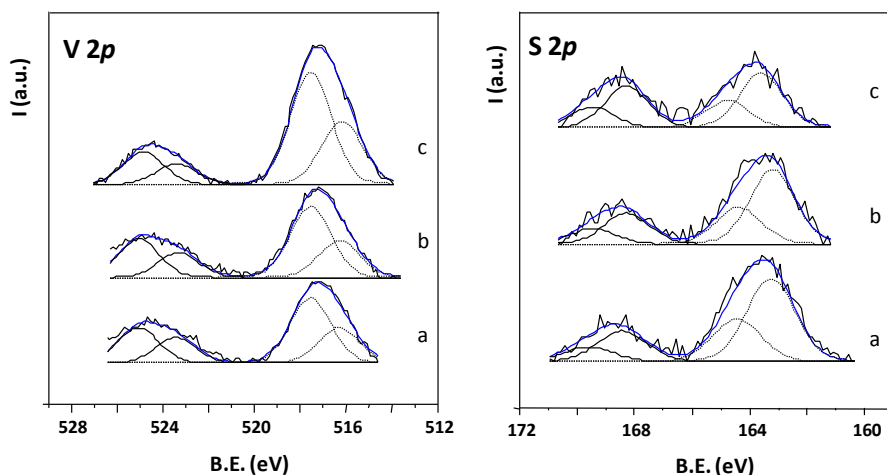 V 2p
I (a.u.)
c
b
a
528 524 520 516 512
B.E. (eV)
S 2p
I (a.u.)
c
b
a
172 168 164 160
B.E. (eV)